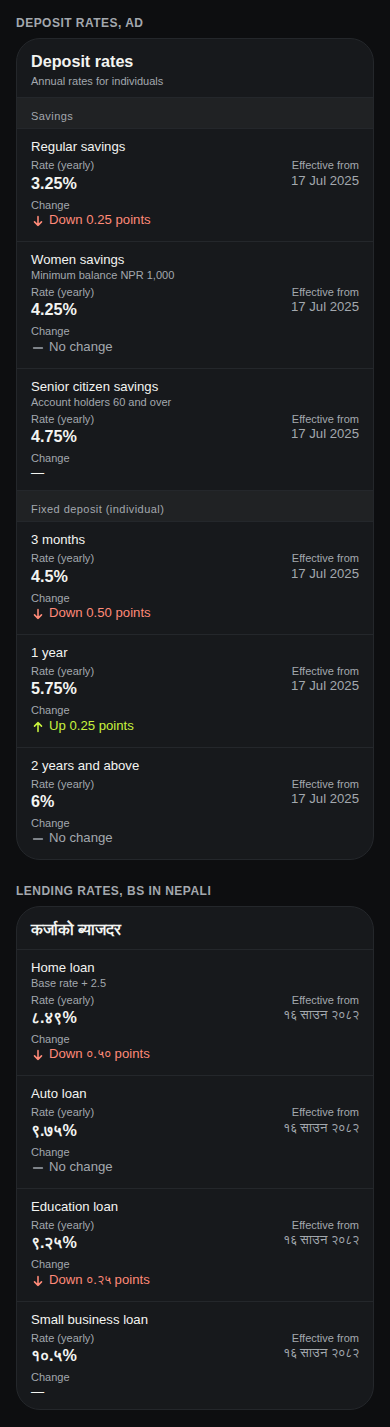 DEPOSIT RATES, AD
Deposit rates
Annual rates for individuals
Savings
Regular savings
Rate (yearly)
3.25%
Effective from
17 Jul 2025
Change
↓ Down 0.25 points
Women savings
Minimum balance NPR 1,000
Rate (yearly)
4.25%
Effective from
17 Jul 2025
Change
— No change
Senior citizen savings
Account holders 60 and over
Rate (yearly)
4.75%
Effective from
17 Jul 2025
Change
—
Fixed deposit (individual)
3 months
Rate (yearly)
4.5%
Effective from
17 Jul 2025
Change
↓ Down 0.50 points
1 year
Rate (yearly)
5.75%
Effective from
17 Jul 2025
Change
↑ Up 0.25 points
2 years and above
Rate (yearly)
6%
Effective from
17 Jul 2025
Change
— No change
LENDING RATES, BS IN NEPALI
कर्जाको ब्याजदर
Home loan
Base rate + 2.5
Rate (yearly)
८.४९%
Effective from
१६ साउन २०८२
Change
↓ Down ०.५० points
Auto loan
Rate (yearly)
९.७५%
Effective from
१६ साउन २०८२
Change
— No change
Education loan
Rate (yearly)
९.२५%
Effective from
१६ साउन २०८२
Change
↓ Down ०.२५ points
Small business loan
Rate (yearly)
१०.५%
Effective from
१६ साउन २०८२
Change
—